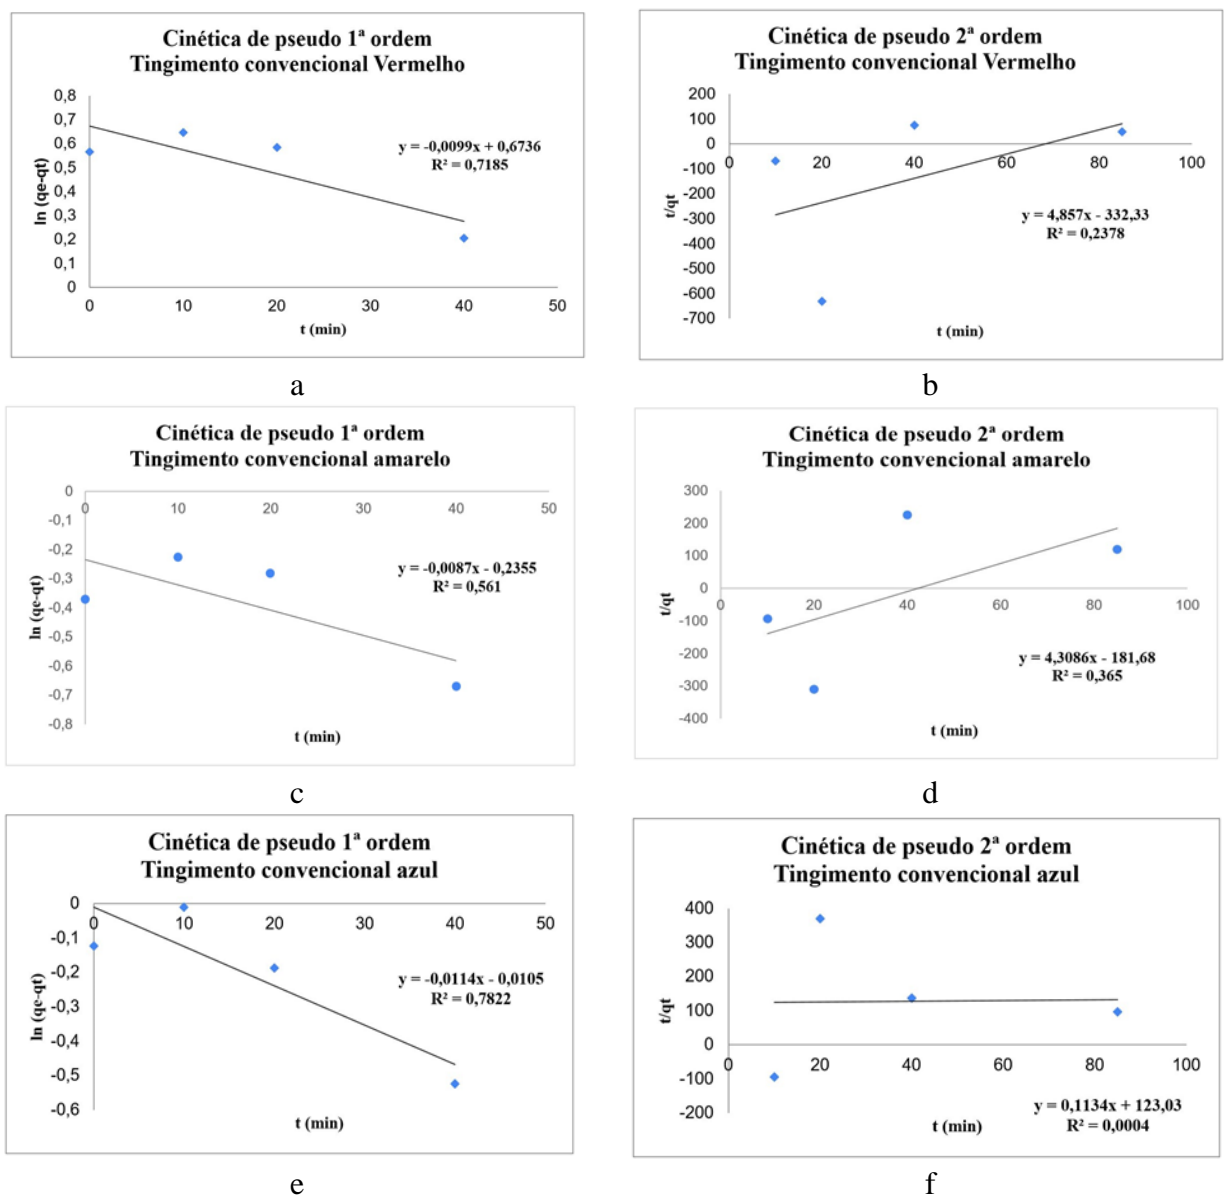 Cinética de pseudo 1ª ordem
Tingimento convencional Vermelho
0,8
0,7
0,6
0,5
0,4
0,3
0,2
0,1
0
ln (qe-qt)
y = -0,0099x + 0,6736
R² = 0,7185
0 10 20 30 40 50
t (min)
a
Cinética de pseudo 2ª ordem
Tingimento convencional Vermelho
200
100
0
-100
-200
-300
-400
-500
-600
-700
t/qt
0 20 40 60 80 100
y = 4,857x - 332,33
R² = 0,2378
t (min)
b
Cinética de pseudo 1ª ordem
Tingimento convencional amarelo
0
-0,1
-0,2
-0,3
-0,4
-0,5
-0,6
-0,7
-0,8
ln (qe-qt)
0 10 20 30 40 50
y = -0,0087x - 0,2355
R² = 0,561
t (min)
c
Cinética de pseudo 2ª ordem
Tingimento convencional amarelo
300
200
100
0
-100
-200
-300
-400
t/qt
0 20 40 60 80 100
y = 4,3086x - 181,68
R² = 0,365
t (min)
d
Cinética de pseudo 1ª ordem
Tingimento convencional azul
0
-0,1
-0,2
-0,3
-0,4
-0,5
-0,6
ln (qe-qt)
0 10 20 30 40 50
y = -0,0114x - 0,0105
R² = 0,7822
t (min)
e
Cinética de pseudo 2ª ordem
Tingimento convencional azul
400
300
200
100
0
-100
-200
t/qt
0 20 40 60 80 100
y = 0,1134x + 123,03
R² = 0,0004
t (min)
f